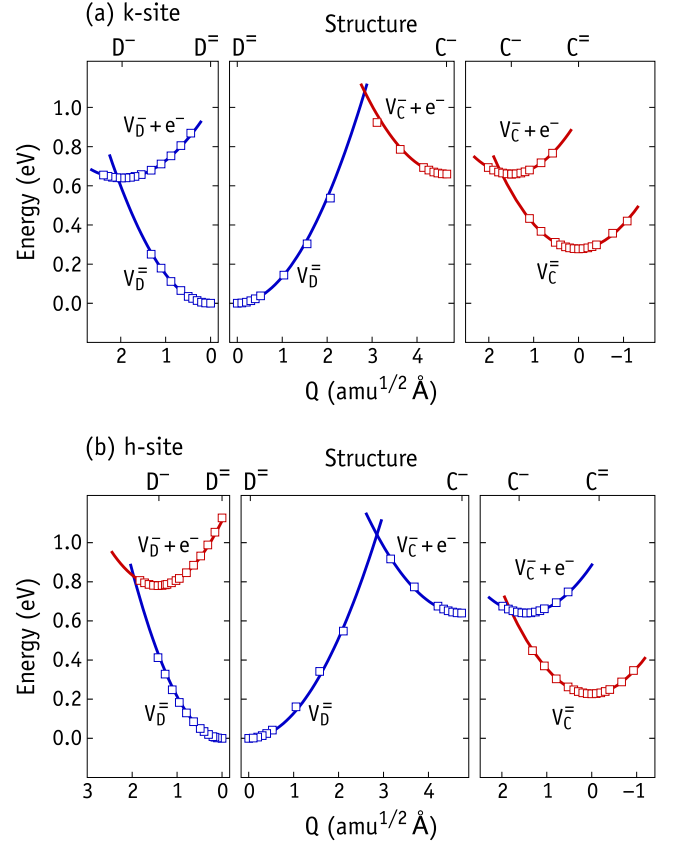 (a) k-site
Structure
D⁻ D⁼ D⁼ C⁻ C⁻ C⁼
V_D⁻ + e⁻
V_C⁻ + e⁻
V_C⁻ + e⁻
V_D⁼
V_D⁼
V_C⁼
Energy (eV)
1.0
0.8
0.6
0.4
0.2
0.0
2 1 0 0 1 2 3 4 2 1 0 −1
Q (amu^1/2 Å)
(b) h-site
Structure
D⁻ D⁼ D⁼ C⁻ C⁻ C⁼
V_D⁻ + e⁻
V_C⁻ + e⁻
V_C⁻ + e⁻
V_D⁼
V_D⁼
V_C⁼
Energy (eV)
1.0
0.8
0.6
0.4
0.2
0.0
3 2 1 0 0 1 2 3 4 2 1 0 −1
Q (amu^1/2 Å)